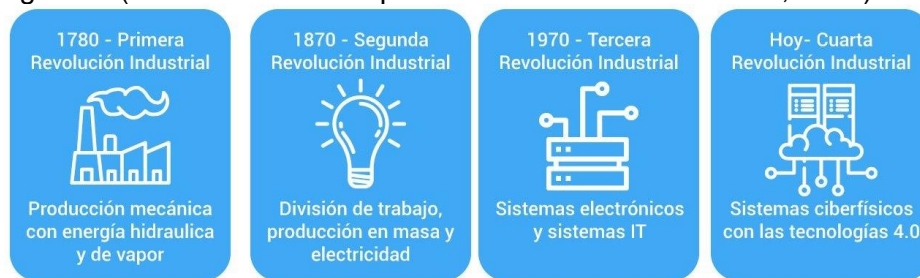 1780 - Primera
Revolución Industrial
Producción mecánica
con energía hidraulica
y de vapor
1870 - Segunda
Revolución Industrial
División de trabajo,
producción en masa y
electricidad
1970 - Tercera
Revolución Industrial
Sistemas electrónicos
y sistemas IT
Hoy- Cuarta
Revolución Industrial
Sistemas ciberfísicos
con las tecnologías 4.0